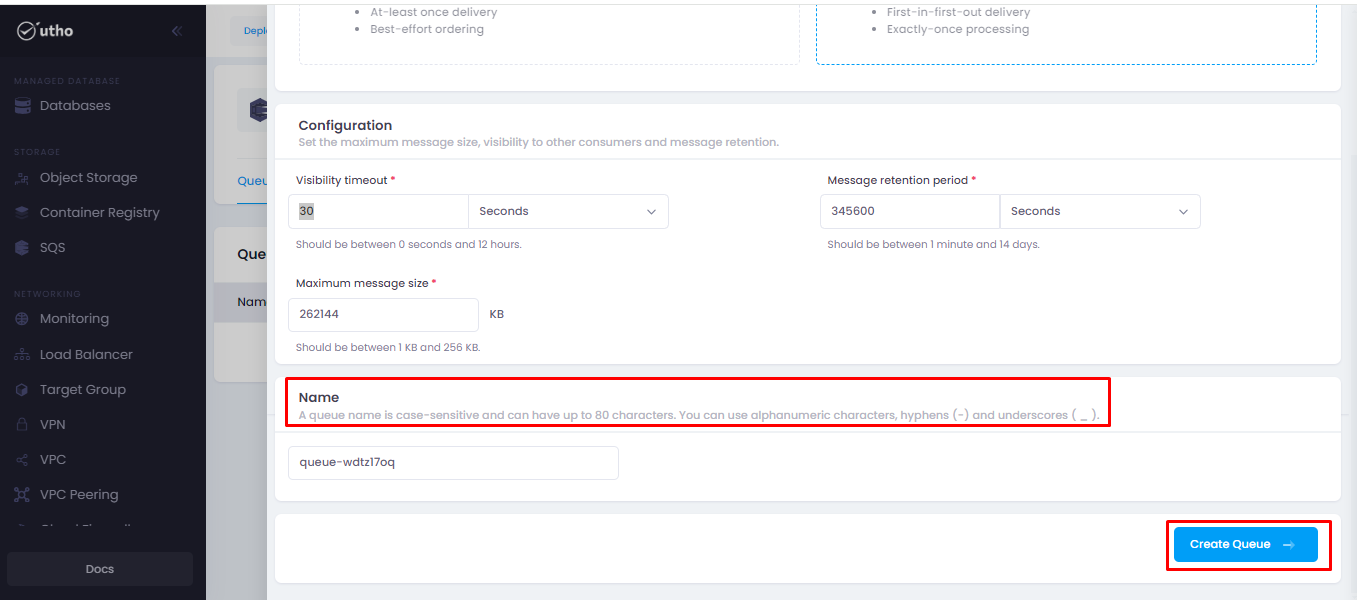 utho
Deplo
MANAGED DATABASE
Databases
STORAGE
Object Storage
Container Registry
SQS
NETWORKING
Monitoring
Load Balancer
Target Group
VPN
VPC
VPC Peering
Docs
Queu
Que
Nam
At-least once delivery
Best-effort ordering
First-in-first-out delivery
Exactly-once processing
Configuration
Set the maximum message size, visibility to other consumers and message retention.
Visibility timeout *
30 Seconds
Should be between 0 seconds and 12 hours.
Message retention period *
345600 Seconds
Should be between 1 minute and 14 days.
Maximum message size *
262144 KB
Should be between 1 KB and 256 KB.
Name
A queue name is case-sensitive and can have up to 80 characters. You can use alphanumeric characters, hyphens (-) and underscores ( _ ).
queue-wdtz17oq
Create Queue →